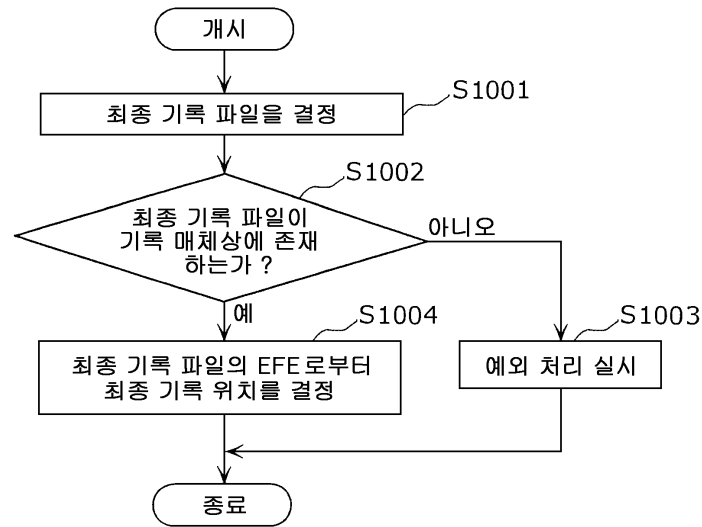 개시
최종 기록 파일을 결정
S1001
S1002
최종 기록 파일이
기록 매체상에 존재
하는가 ?
아니오
예
S1004
S1003
최종 기록 파일의 EFE로부터
최종 기록 위치를 결정
예외 처리 실시
종료